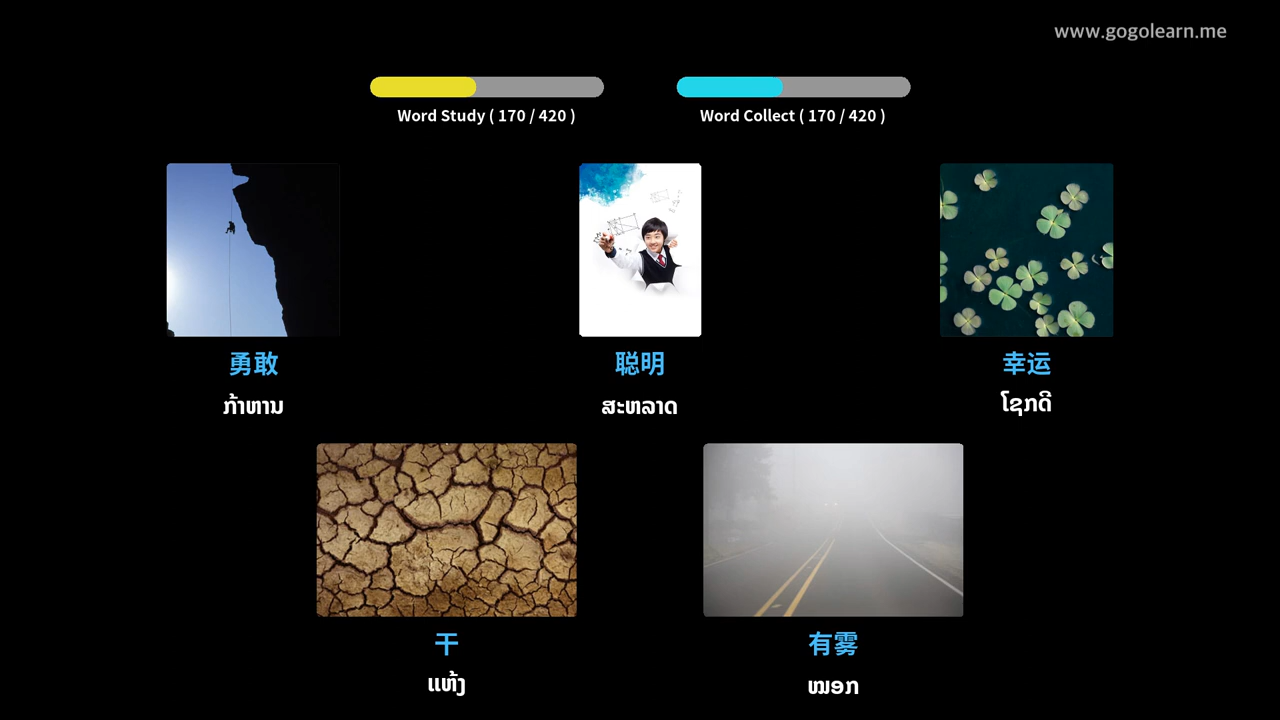 www.gogolearn.me
Word Study ( 170 / 420 )
Word Collect ( 170 / 420 )
勇敢
ກ້າຫານ
聪明
ສະຫລາດ
幸运
ໂຊກດີ
干
ແຫ້ງ
有雾
ໝອກ